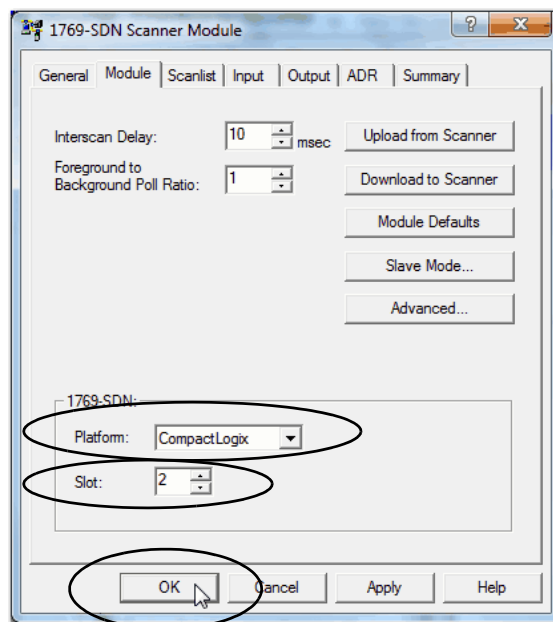 1769-SDN Scanner Module
General Module Scanlist Input Output ADR Summary
Interscan Delay: 10 msec Upload from Scanner
Foreground to
Background Poll Ratio: 1 Download to Scanner
Module Defaults
Slave Mode...
Advanced...
1769-SDN:
Platform: CompactLogix
Slot: 2
OK Cancel Apply Help